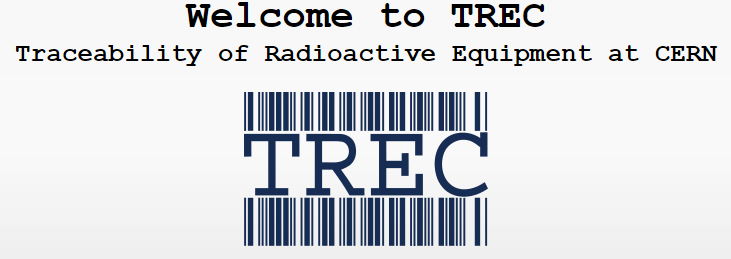 Welcome to TREC
Traceability of Radioactive Equipment at CERN
TREC